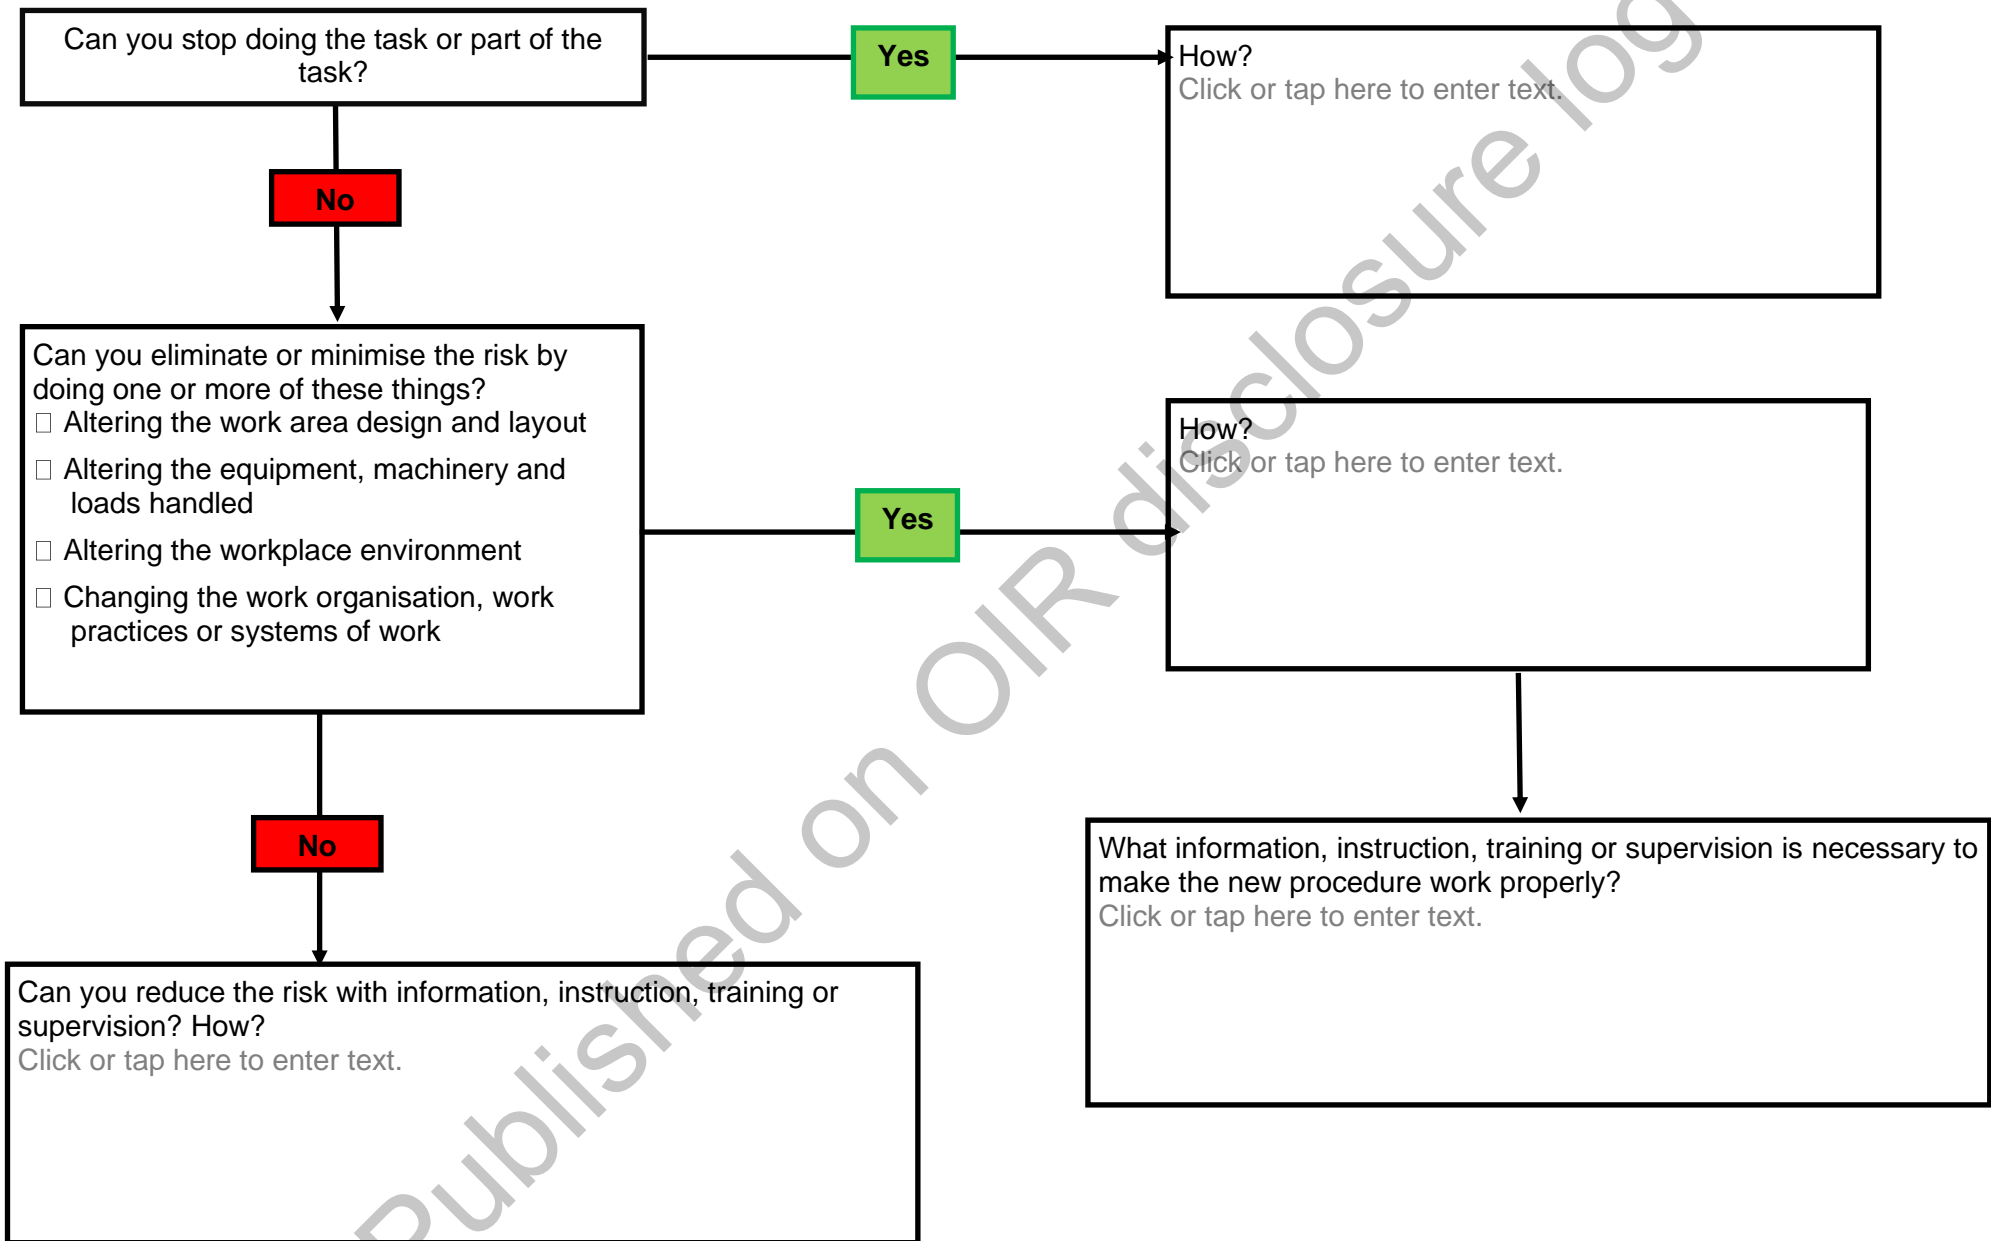 Can you stop doing the task or part of the
task?
Yes
How?
Click or tap here to enter text.
No
Can you eliminate or minimise the risk by
doing one or more of these things?
☐ Altering the work area design and layout
☐ Altering the equipment, machinery and
loads handled
☐ Altering the workplace environment
☐ Changing the work organisation, work
practices or systems of work
Yes
How?
Click or tap here to enter text.
No
What information, instruction, training or supervision is necessary to
make the new procedure work properly?
Click or tap here to enter text.
Can you reduce the risk with information, instruction, training or
supervision? How?
Click or tap here to enter text.
Published on OIR disclosure log